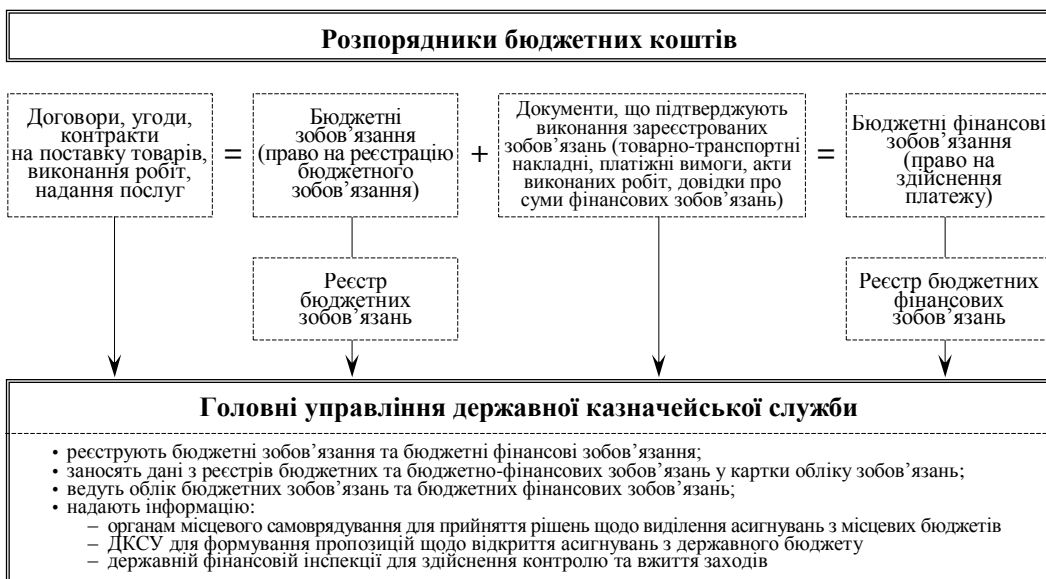 Розпорядники бюджетних коштів
Договори, угоди,
контракти
на поставку товарів,
виконання робіт,
надання послуг
=
Бюджетні
зобов’язання
(право на реєстрацію
бюджетного
зобов’язання)
+
Документи, що підтверджують
виконання зареєстрованих
зобов’язань (товарно-транспортні
накладні, платіжні вимоги, акти
виконаних робіт, довідки про
суми фінансових зобов’язань)
=
Бюджетні фінансові
зобов’язання
(право на
здійснення
платежу)
Реєстр
бюджетних
зобов’язань
Реєстр бюджетних
фінансових
зобов’язань
Головні управління державної казначейської служби
• реєструють бюджетні зобов’язання та бюджетні фінансові зобов’язання;
• заносять дані з реєстрів бюджетних та бюджетно-фінансових зобов’язань у картки обліку зобов’язань;
• ведуть облік бюджетних зобов’язань та бюджетних фінансових зобов’язань;
• надають інформацію:
– органам місцевого самоврядування для прийняття рішень щодо виділення асигнувань з місцевих бюджетів
– ДКСУ для формування пропозицій щодо відкриття асигнувань з державного бюджету
– державній фінансовій інспекції для здійснення контролю та вжиття заходів